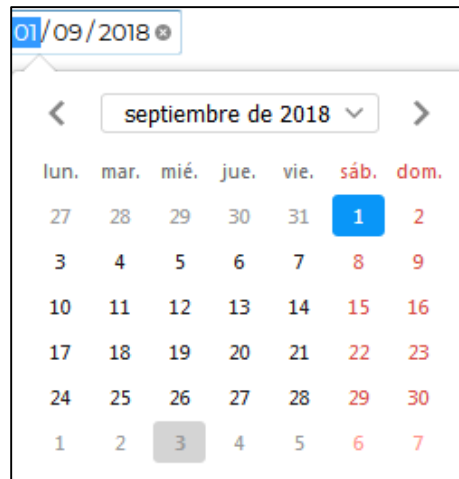 01/09/2018
septiembre de 2018
lun. mar. mié. jue. vie. sáb. dom.
27 28 29 30 31 1 2
3 4 5 6 7 8 9
10 11 12 13 14 15 16
17 18 19 20 21 22 23
24 25 26 27 28 29 30
1 2 3 4 5 6 7